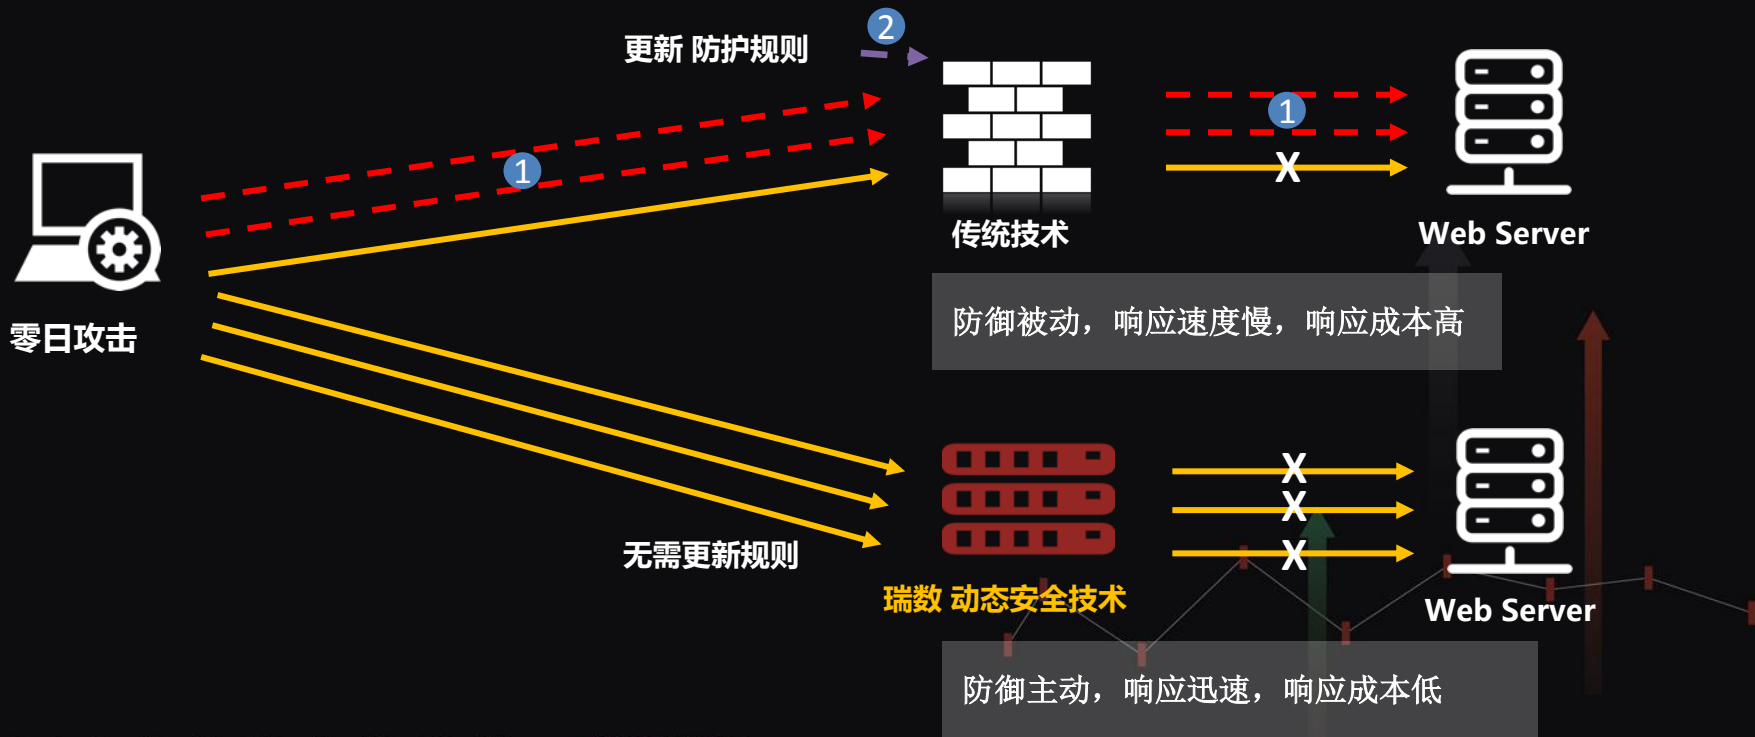 2
更新 防护规则
1
1
X
传统技术
Web Server
零日攻击
防御被动，响应速度慢，响应成本高
X
X
X
无需更新规则
瑞数 动态安全技术
Web Server
防御主动，响应迅速，响应成本低